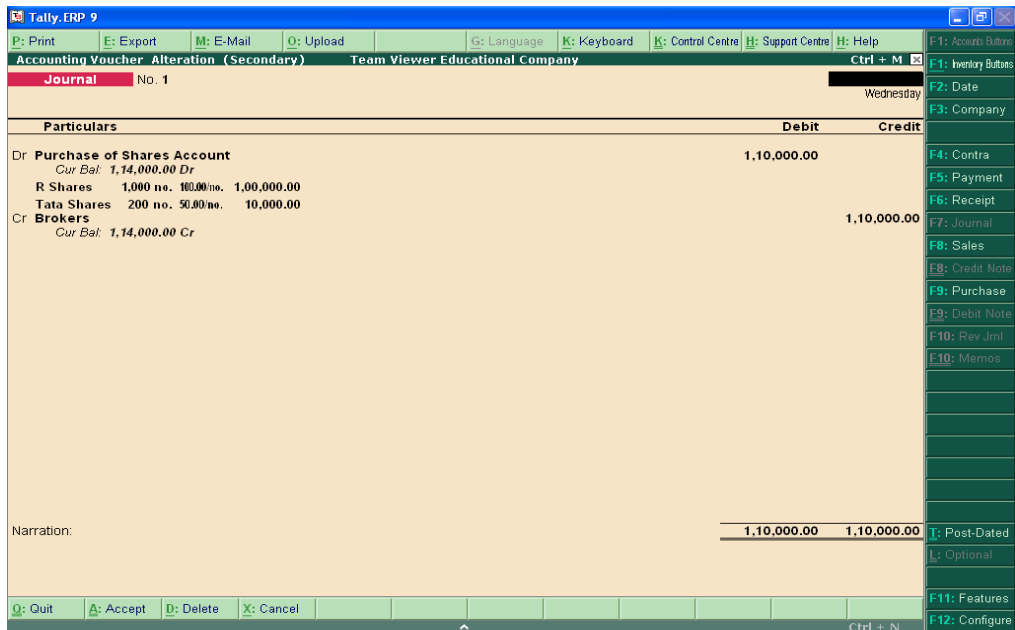 Tally.ERP 9
P: Print E: Export M: E-Mail O: Upload G: Language K: Keyboard K: Control Centre H: Support Centre H: Help
Accounting Voucher Alteration (Secondary) Team Viewer Educational Company Ctrl + M
Journal No. 1
Wednesday
Particulars Debit Credit
Dr Purchase of Shares Account 1,10,000.00
Cur Bal: 1,14,000.00 Dr
R Shares 1,000 no. 100.00/no. 1,00,000.00
Tata Shares 200 no. 50.00/no. 10,000.00
Cr Brokers 1,10,000.00
Cur Bal: 1,14,000.00 Cr
Narration: 1,10,000.00 1,10,000.00
Q: Quit A: Accept D: Delete X: Cancel
Ctrl + N
F1: Accounts Buttons
F1: Inventory Buttons
F2: Date
F3: Company
F4: Contra
F5: Payment
F6: Receipt
F7: Journal
F8: Sales
F8: Credit Note
F9: Purchase
F9: Debit Note
F10: Rev Jrnl
F10: Memos
T: Post-Dated
L: Optional
F11: Features
F12: Configure